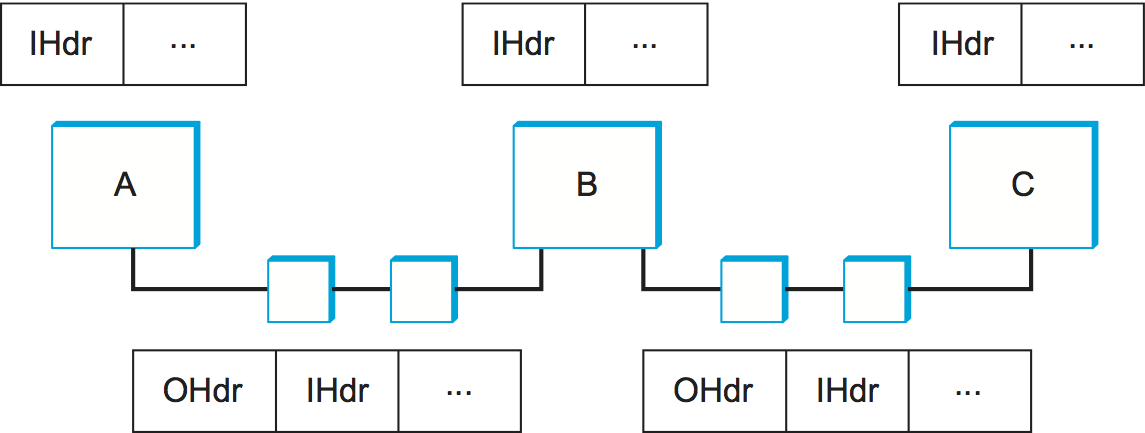 IHdr ... IHdr ... IHdr ...
A B C
OHdr IHdr ... OHdr IHdr ...